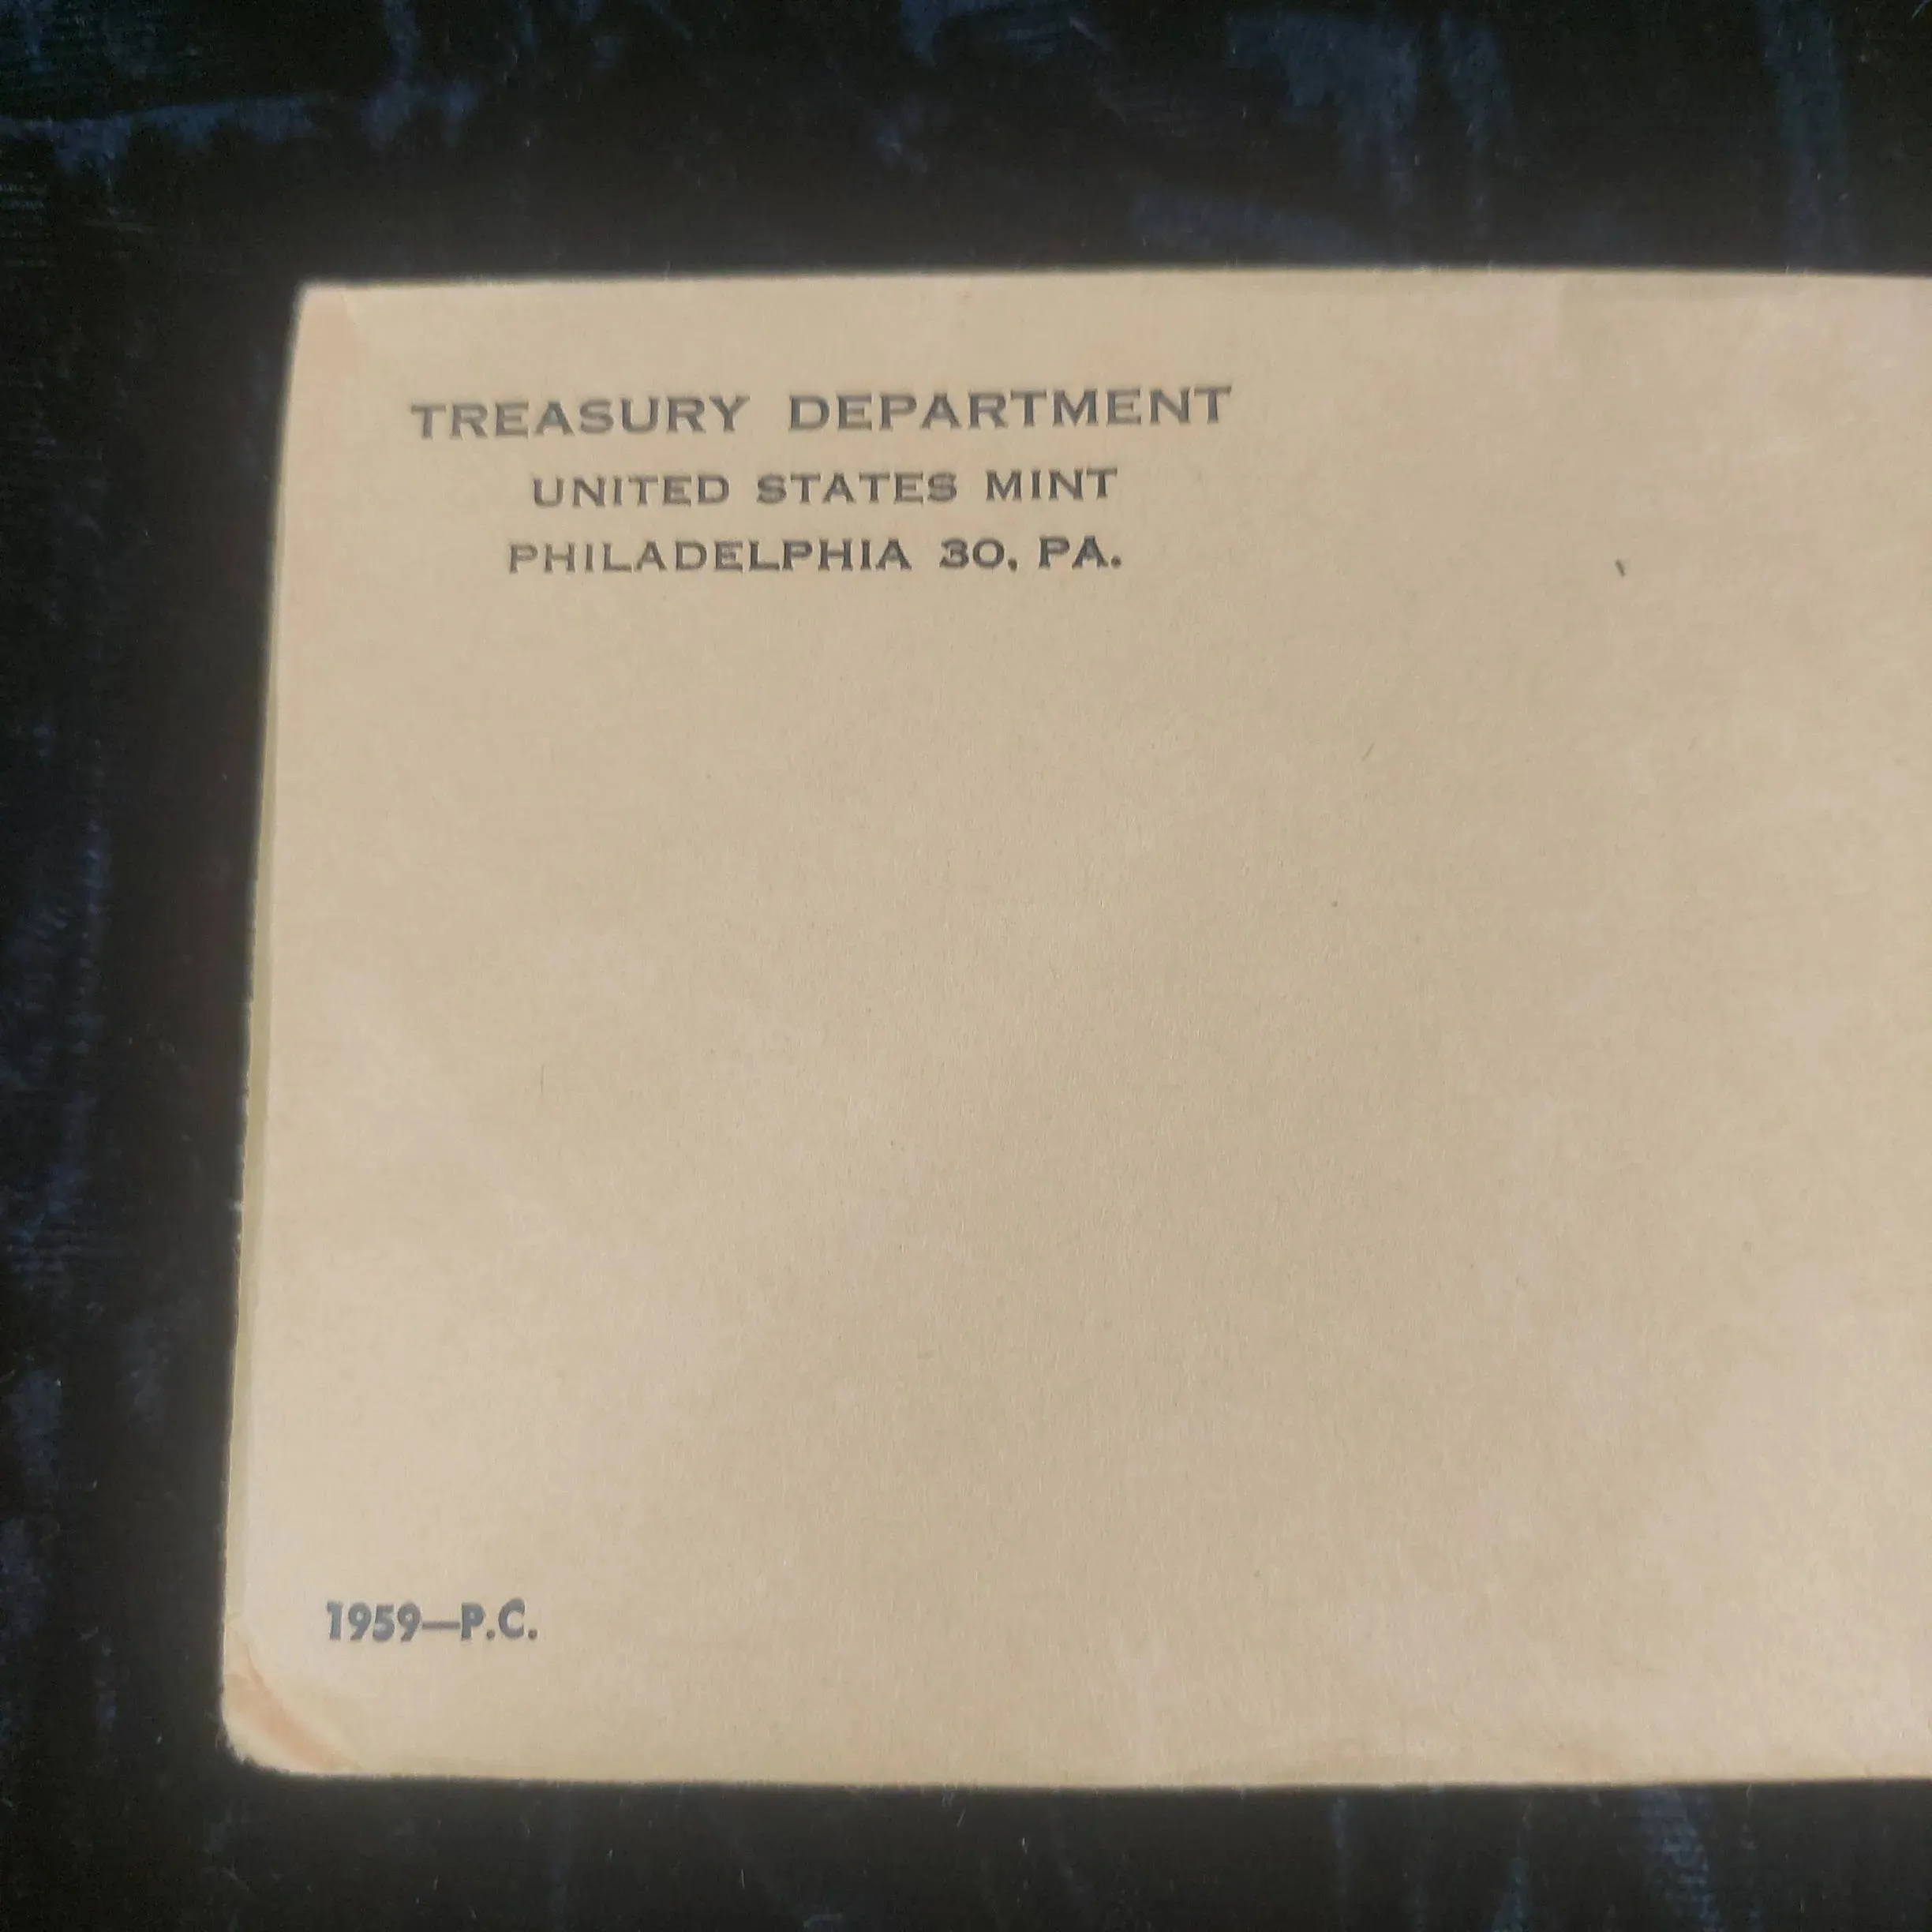 TREASURY DEPARTMENT
UNITED STATES MINT
PHILADELPHIA 30, PA.
1959—P.C.